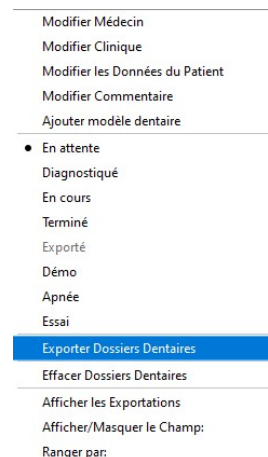 Modifier Médecin
Modifier Clinique
Modifier les Données du Patient
Modifier Commentaire
Ajouter modèle dentaire
En attente
Diagnostiqué
En cours
Terminé
Exporté
Démo
Apnée
Essai
Exporter Dossiers Dentaires
Effacer Dossiers Dentaires
Afficher les Exportations
Afficher/Masquer le Champ:
Ranger par: